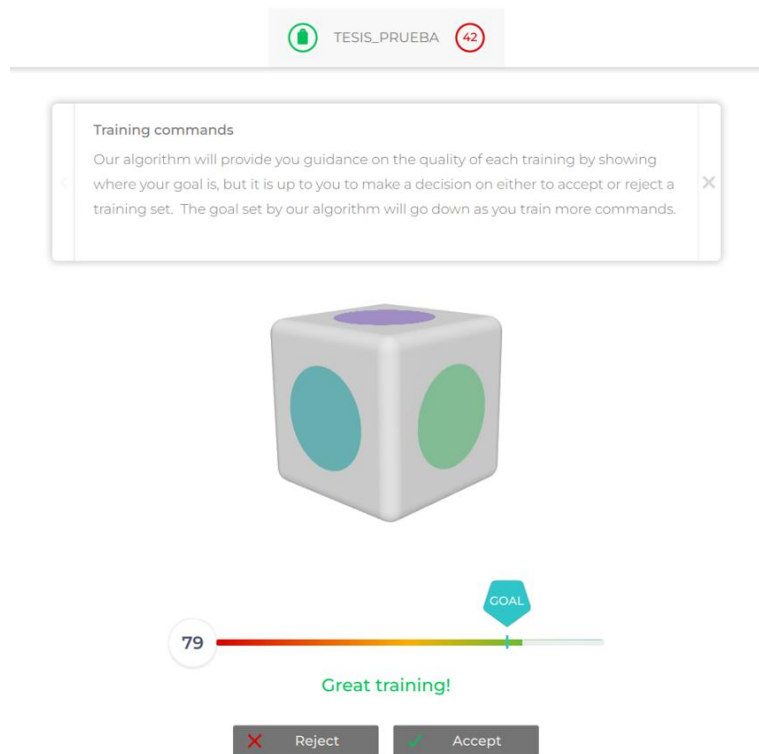 TESIS_PRUEBA 42
Training commands
Our algorithm will provide you guidance on the quality of each training by showing
where your goal is, but it is up to you to make a decision on either to accept or reject a
training set. The goal set by our algorithm will go down as you train more commands.
GOAL
79
Great training!
Reject Accept